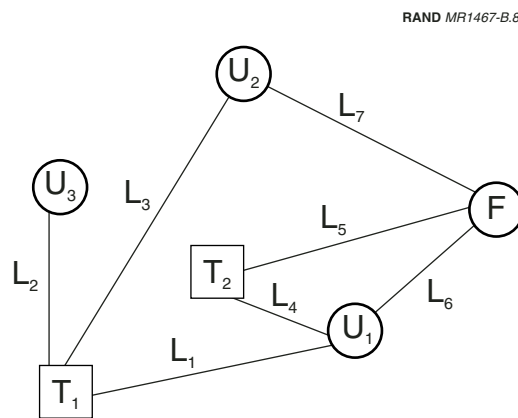 RAND MR1467-B.8
U₂
L₇
U₃
L₃
F
L₅
L₂
T₂
L₄
L₆
U₁
L₁
T₁